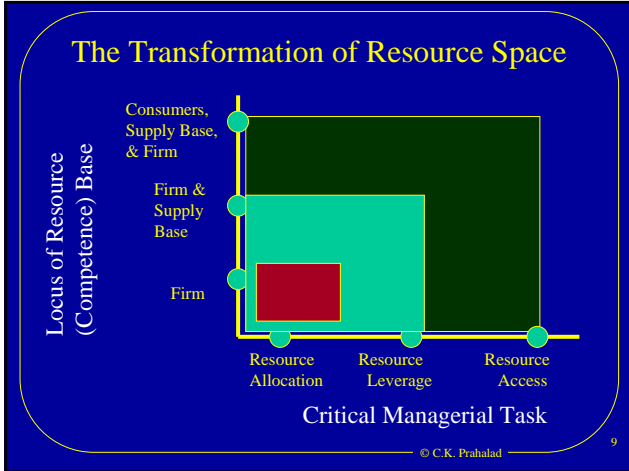 The Transformation of Resource Space
Consumers,
Supply Base,
& Firm
Firm &
Supply
Base
Firm
Locus of Resource
(Competence) Base
Resource
Allocation
Resource
Leverage
Resource
Access
Critical Managerial Task
9
© C.K. Prahalad